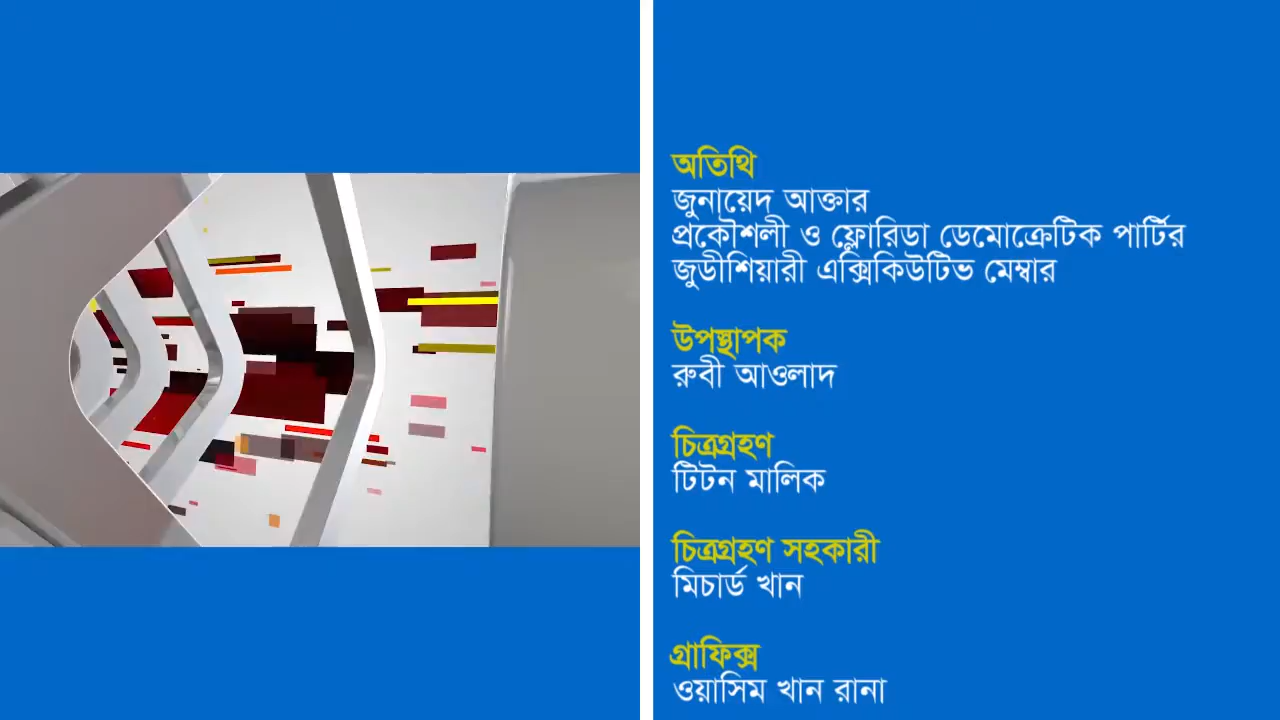 অতিথি
জুনায়েদ আক্তার
প্রকৌশলী ও ফ্লোরিডা ডেমোক্রেটিক পার্টির
জুডীশিয়ারী এক্সিকিউটিভ মেম্বার
উপস্থাপক
রুবী আওলাদ
চিত্রগ্রহণ
টিটন মালিক
চিত্রগ্রহণ সহকারী
মিচার্ড খান
গ্রাফিক্স
ওয়াসিম খান রানা